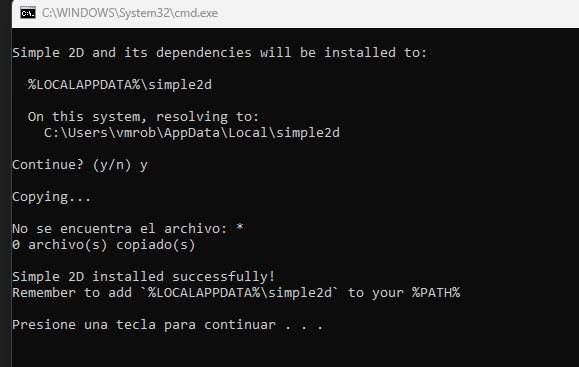 C:\WINDOWS\System32\cmd.exe
Simple 2D and its dependencies will be installed to:
%LOCALAPPDATA%\simple2d
On this system, resolving to:
C:\Users\vmrob\AppData\Local\simple2d
Continue? (y/n) y
Copying...
No se encuentra el archivo: *
0 archivo(s) copiado(s)
Simple 2D installed successfully!
Remember to add `%LOCALAPPDATA%\simple2d` to your %PATH%
Presione una tecla para continuar . . .